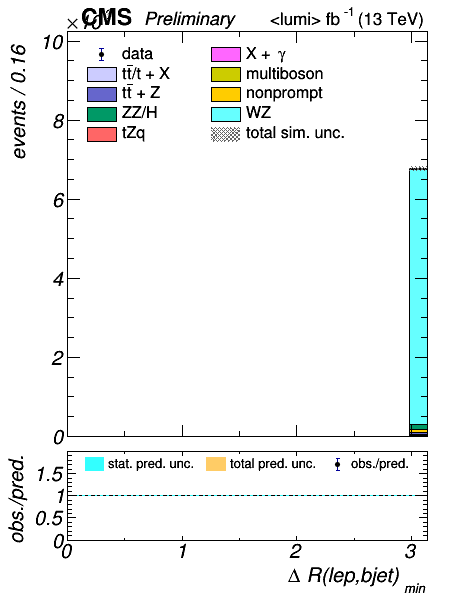 CMS Preliminary <lumi> fb⁻¹ (13 TeV)
events / 0.16
10
8
6
4
2
0
data
tt̄/t + X
tt̄ + Z
ZZ/H
tZq
X + γ
multiboson
nonprompt
WZ
total sim. unc.
obs./pred.
1.5
1
0.5
0
stat. pred. unc. total pred. unc. obs./pred.
0 1 2 3
Δ R(lep,bjet) min